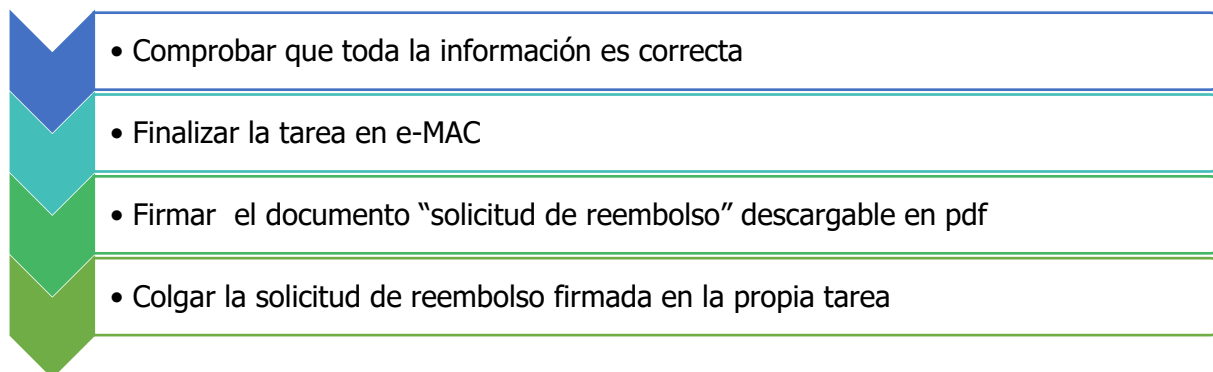 • Comprobar que toda la información es correcta
• Finalizar la tarea en e-MAC
• Firmar  el documento “solicitud de reembolso” descargable en pdf
• Colgar la solicitud de reembolso firmada en la propia tarea